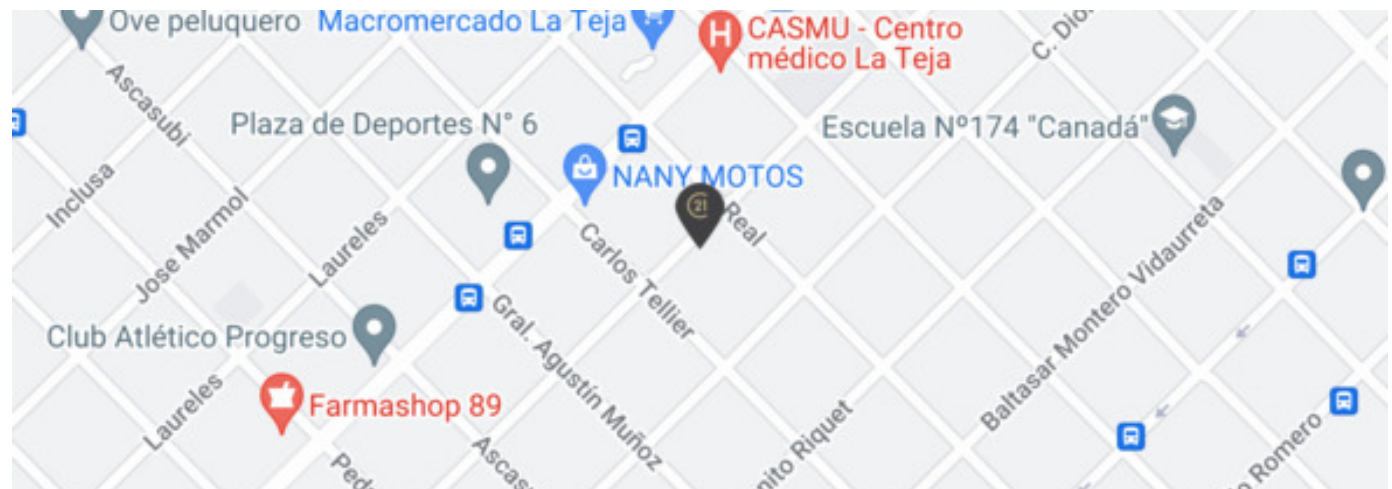 Ove peluquero
Macromercado La Teja
H
CASMU - Centro
médico La Teja
C. Dio
Ascasubi
Plaza de Deportes N° 6
Escuela Nº174 "Canadá"
Inclusa
NANY MOTOS
21
Real
Jose Marmol
Laureles
Carlos Tellier
Baltasar Montero Vidaurreta
Gral. Agustín Muñoz
Club Atlético Progreso
Laureles
Farmashop 89
Ascas
Ped
nito Riquet
o Romero